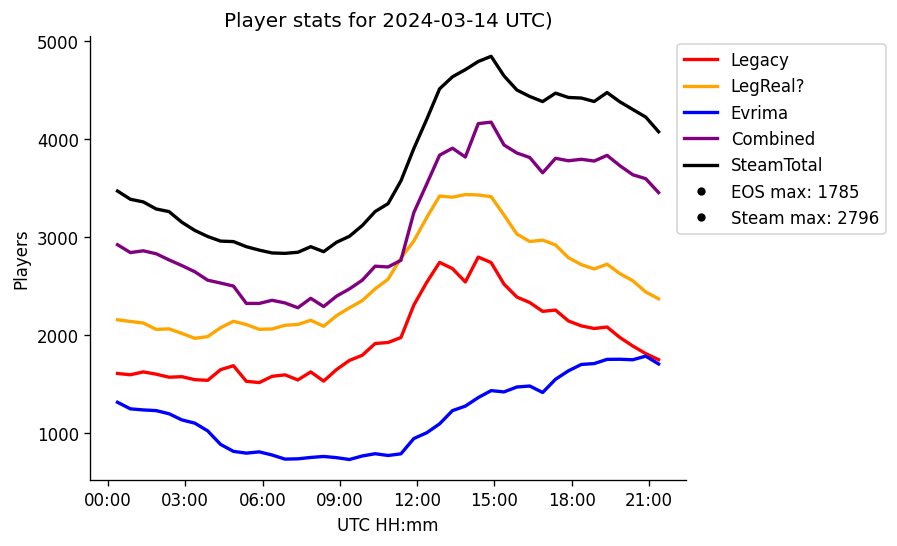 Player stats for 2024-03-14 UTC)
5000
4000
3000
2000
1000
Players
00:00 03:00 06:00 09:00 12:00 15:00 18:00 21:00
UTC HH:mm
Legacy
LegReal?
Evrima
Combined
SteamTotal
EOS max: 1785
Steam max: 2796